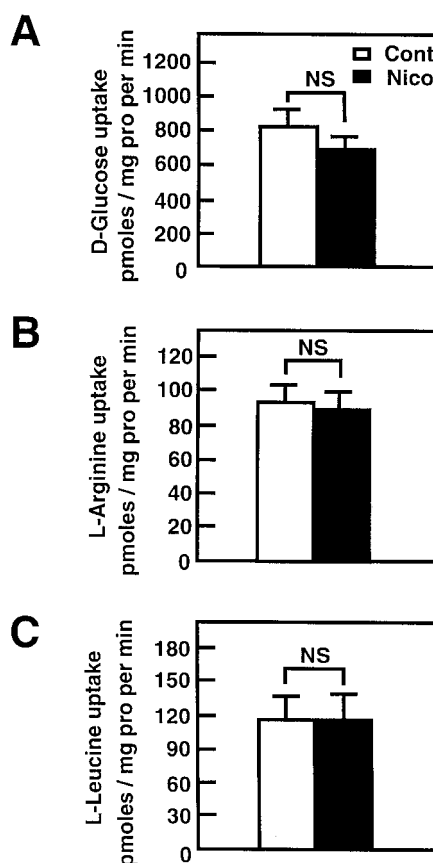 A
D-Glucose uptake
pmoles / mg pro per min
1200
1000
800
600
400
200
0
Cont
Nico
NS
B
L-Arginine uptake
pmoles / mg pro per min
120
100
80
60
40
20
0
NS
C
L-Leucine uptake
pmoles / mg pro per min
180
150
120
90
60
30
0
NS